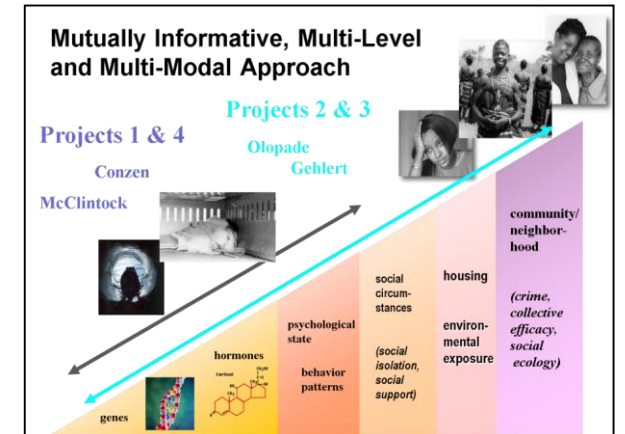 Mutually Informative, Multi-Level
and Multi-Modal Approach
Projects 2 & 3
Projects 1 & 4
Olopade
Conzen
Gehlert
McClintock
community/
neighbor-
hood
(crime,
collective
efficacy,
social
ecology)
housing
environ-
mental
exposure
social
circum-
stances
(social
isolation,
social
support)
psychological
state
behavior
patterns
hormones
Cortisol
genes